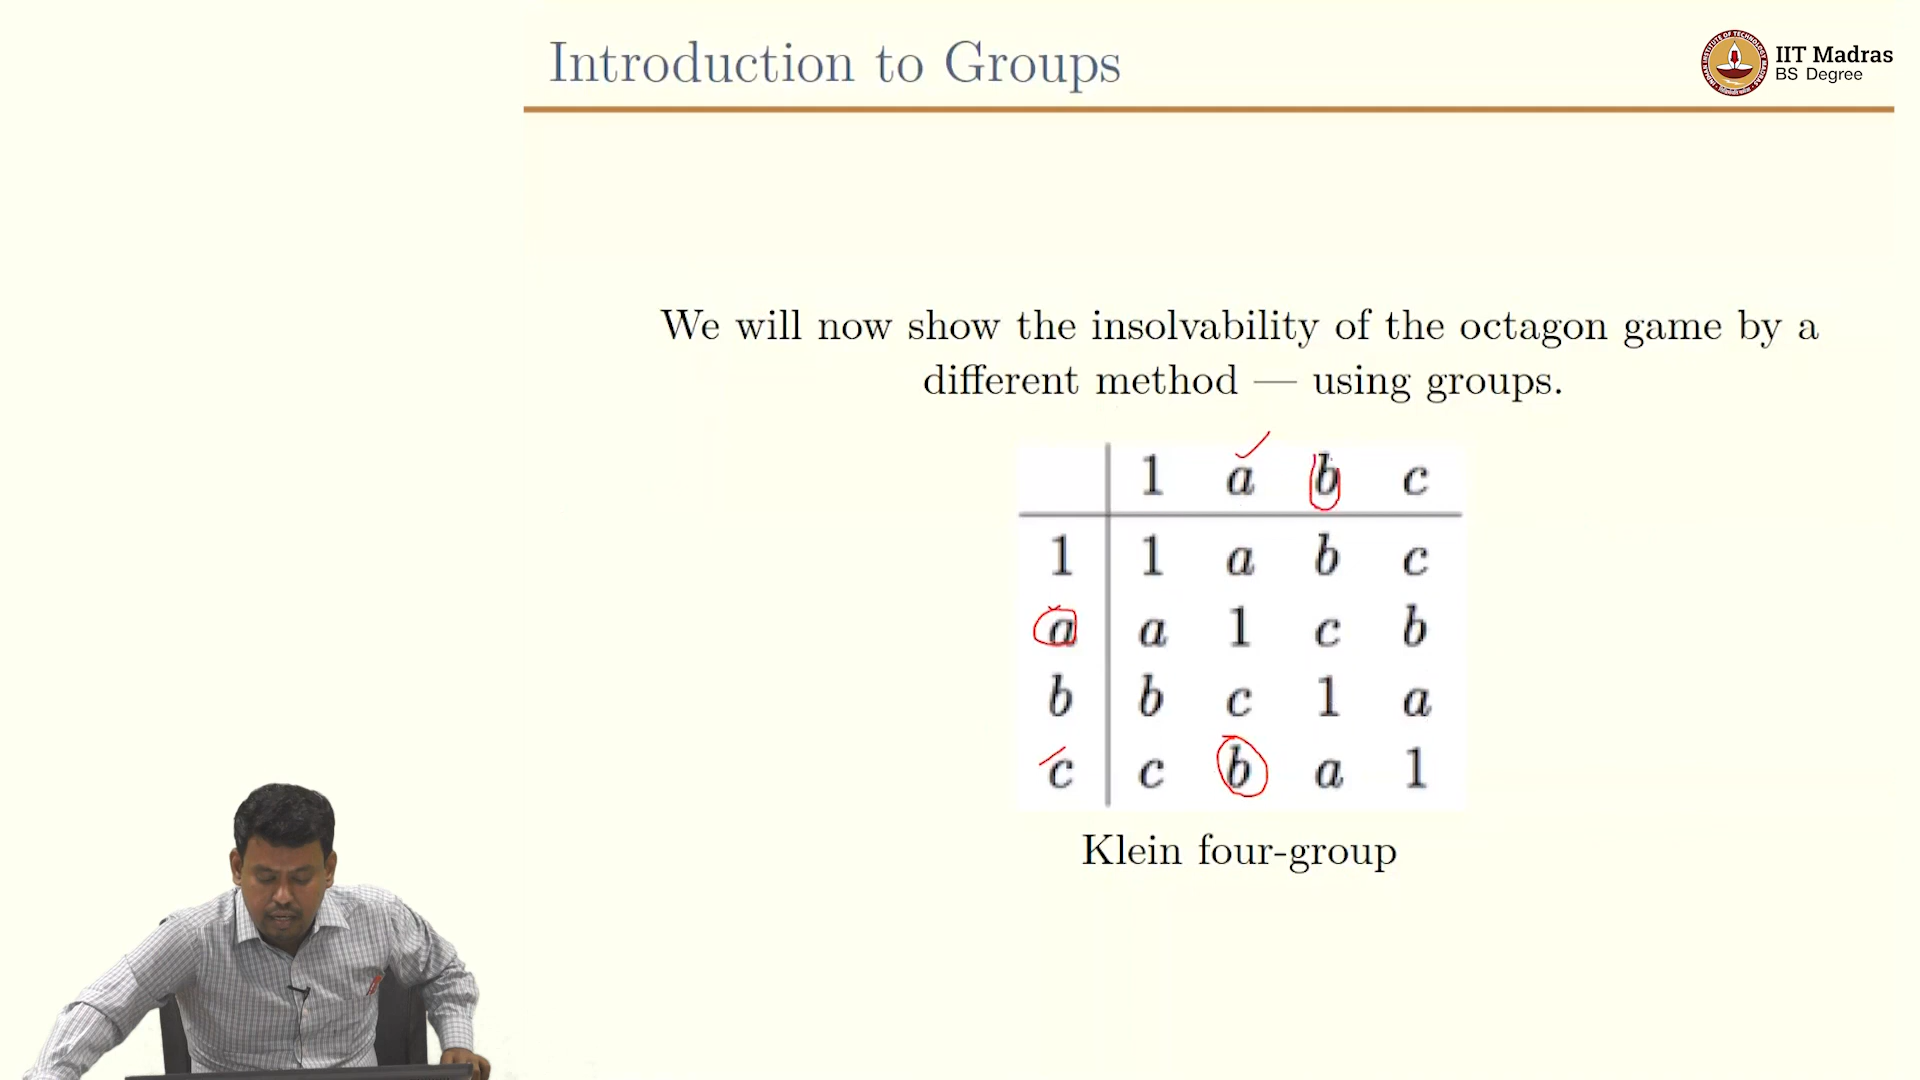 Introduction to Groups
IIT Madras
BS Degree
We will now show the insolvability of the octagon game by a
different method — using groups.
1 a b c
1 1 a b c
a a 1 c b
b b c 1 a
c c b a 1
Klein four-group